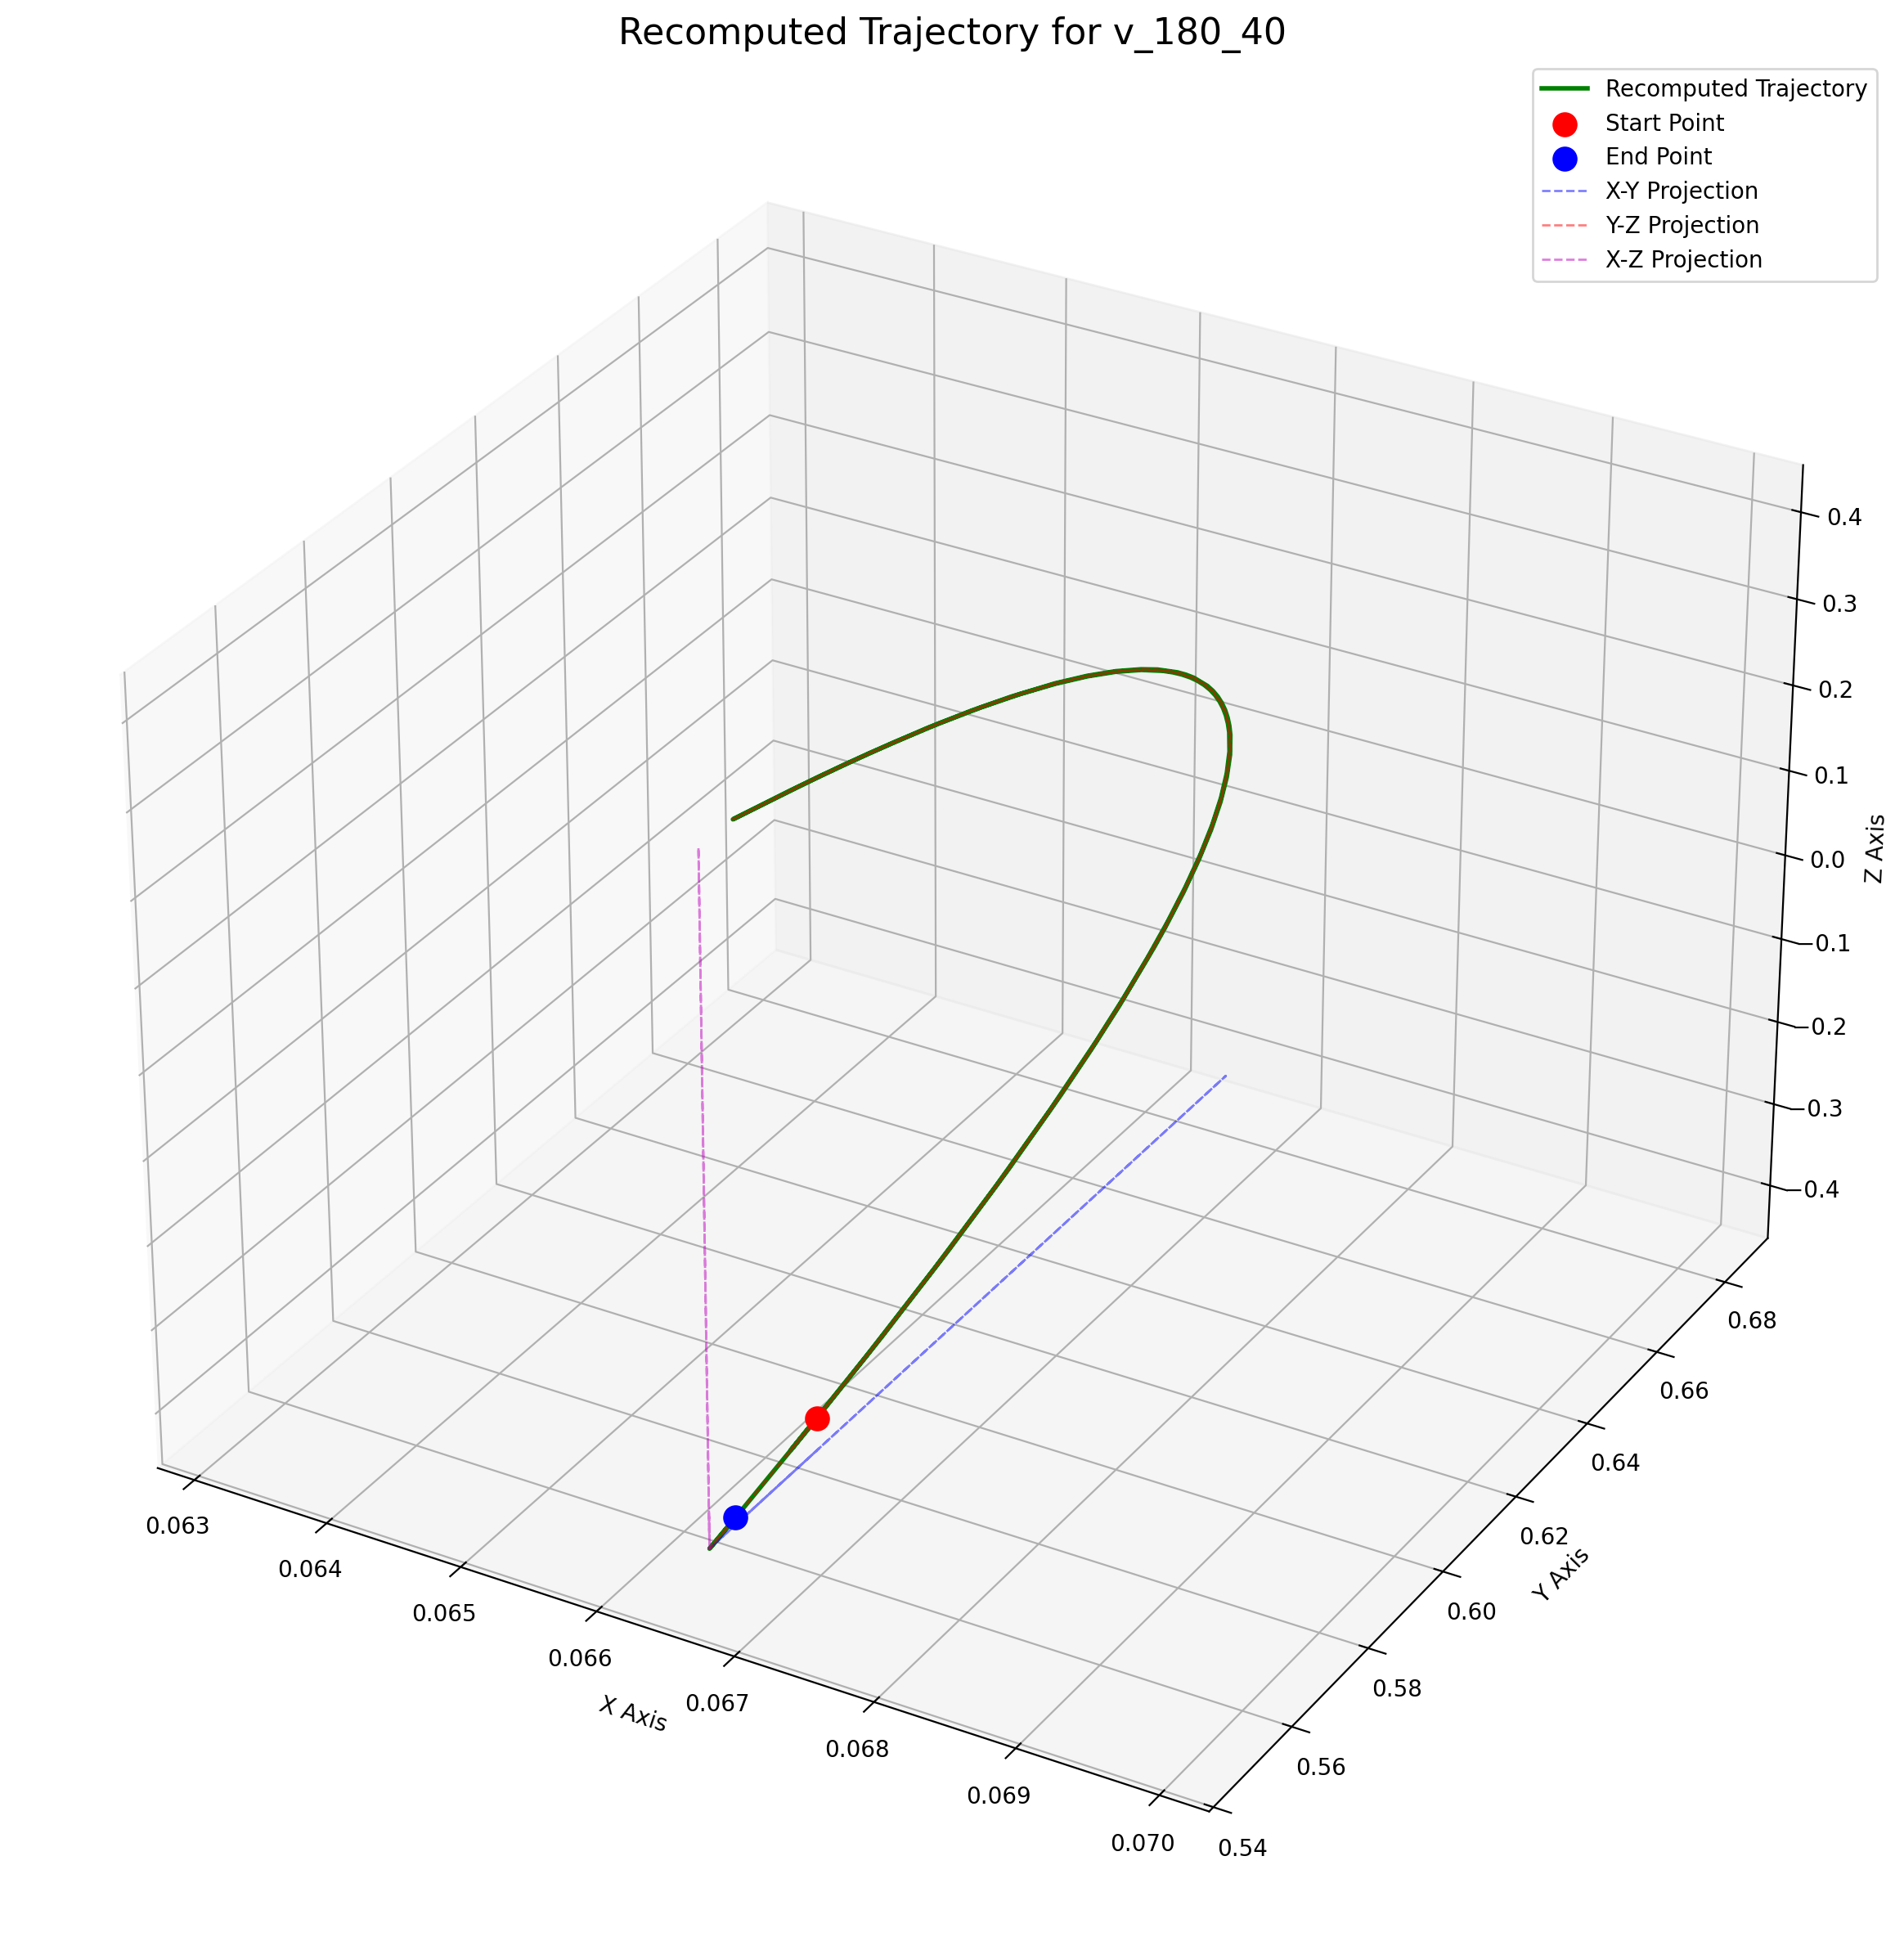 Recomputed Trajectory for v_180_40
Recomputed Trajectory
Start Point
End Point
X-Y Projection
Y-Z Projection
X-Z Projection
0.4
0.3
0.2
0.1
0.0
−0.1
−0.2
−0.3
−0.4
Z Axis
0.68
0.66
0.64
0.62
0.60
0.58
0.56
0.54
Y Axis
0.063
0.064
0.065
0.066
0.067
0.068
0.069
0.070
X Axis